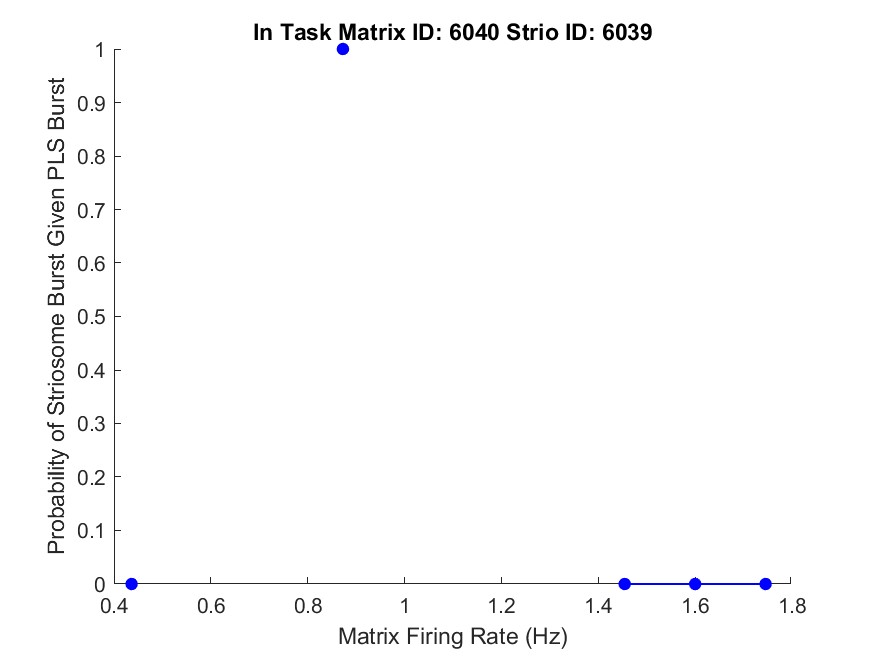 In Task Matrix ID: 6040 Strio ID: 6039
Probability of Striosome Burst Given PLS Burst
1
0.9
0.8
0.7
0.6
0.5
0.4
0.3
0.2
0.1
0
0.4 0.6 0.8 1 1.2 1.4 1.6 1.8
Matrix Firing Rate (Hz)